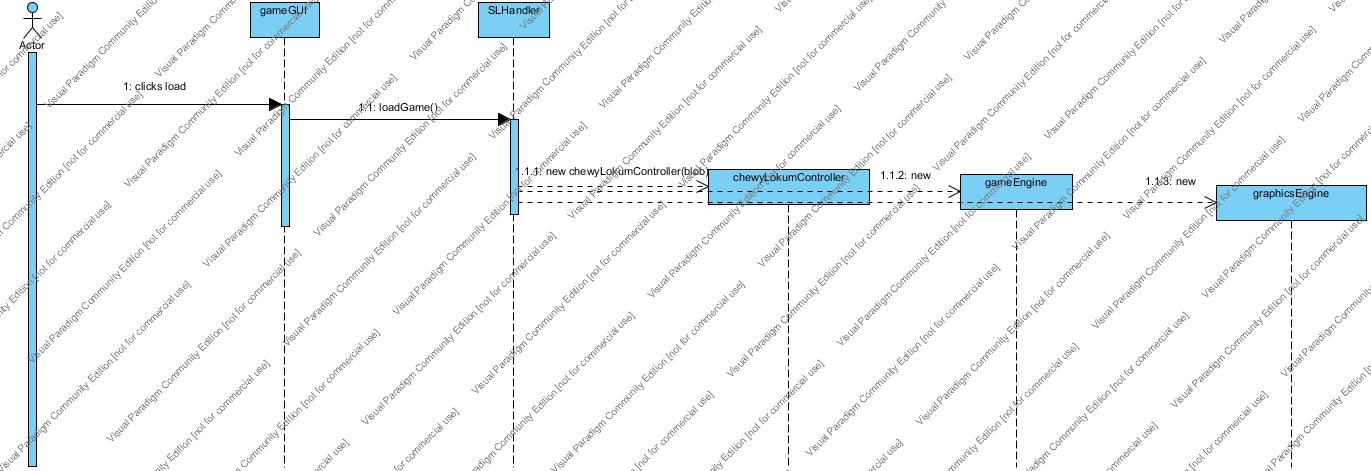 gameGUI
SLHandler
Actor
1: clicks load
1.1: loadGame()
1.1.1: new chewyLokumController(blob)
chewyLokumController
1.1.2: new
gameEngine
1.1.3: new
graphicsEngine
Visual Paradigm Community Edition [not for commercial use]